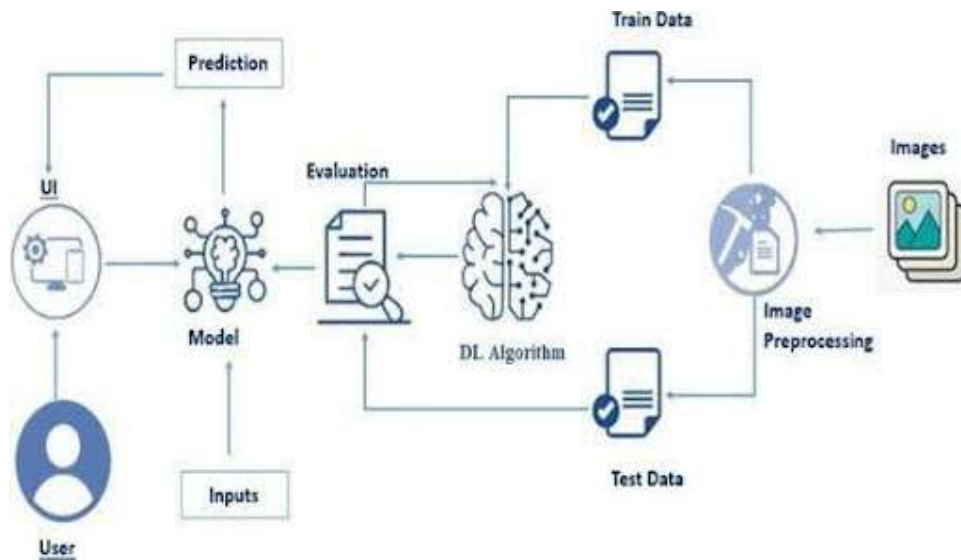 Train Data
Prediction
Images
Evaluation
UI
Model
DL Algorithm
Image
Preprocessing
Test Data
Inputs
User